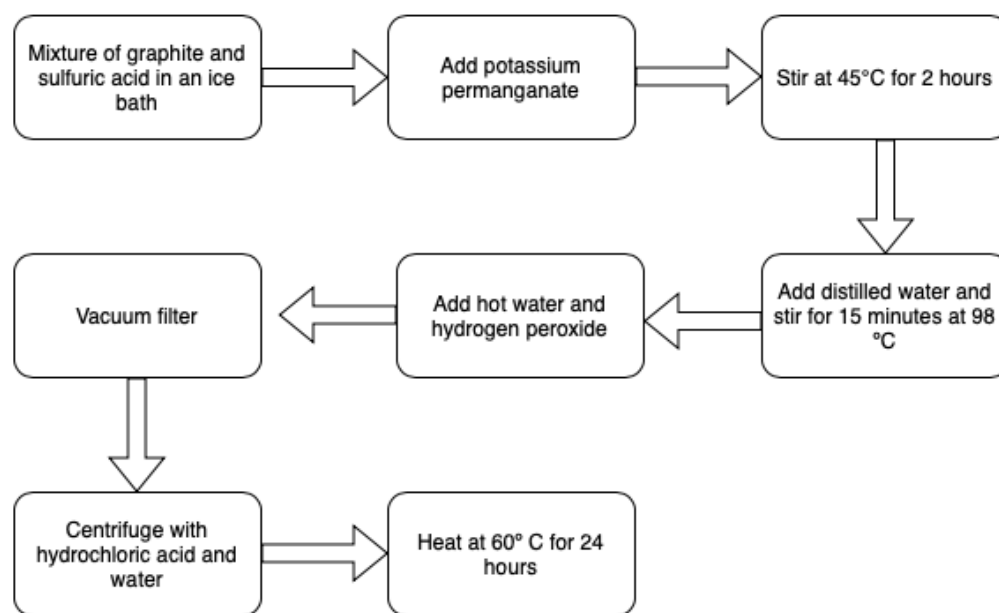 Mixture of graphite and
sulfuric acid in an ice
bath
Add potassium
permanganate
Stir at 45°C for 2 hours
Add distilled water and
stir for 15 minutes at 98
ºC
Add hot water and
hydrogen peroxide
Vacuum filter
Centrifuge with
hydrochloric acid and
water
Heat at 60º C for 24
hours